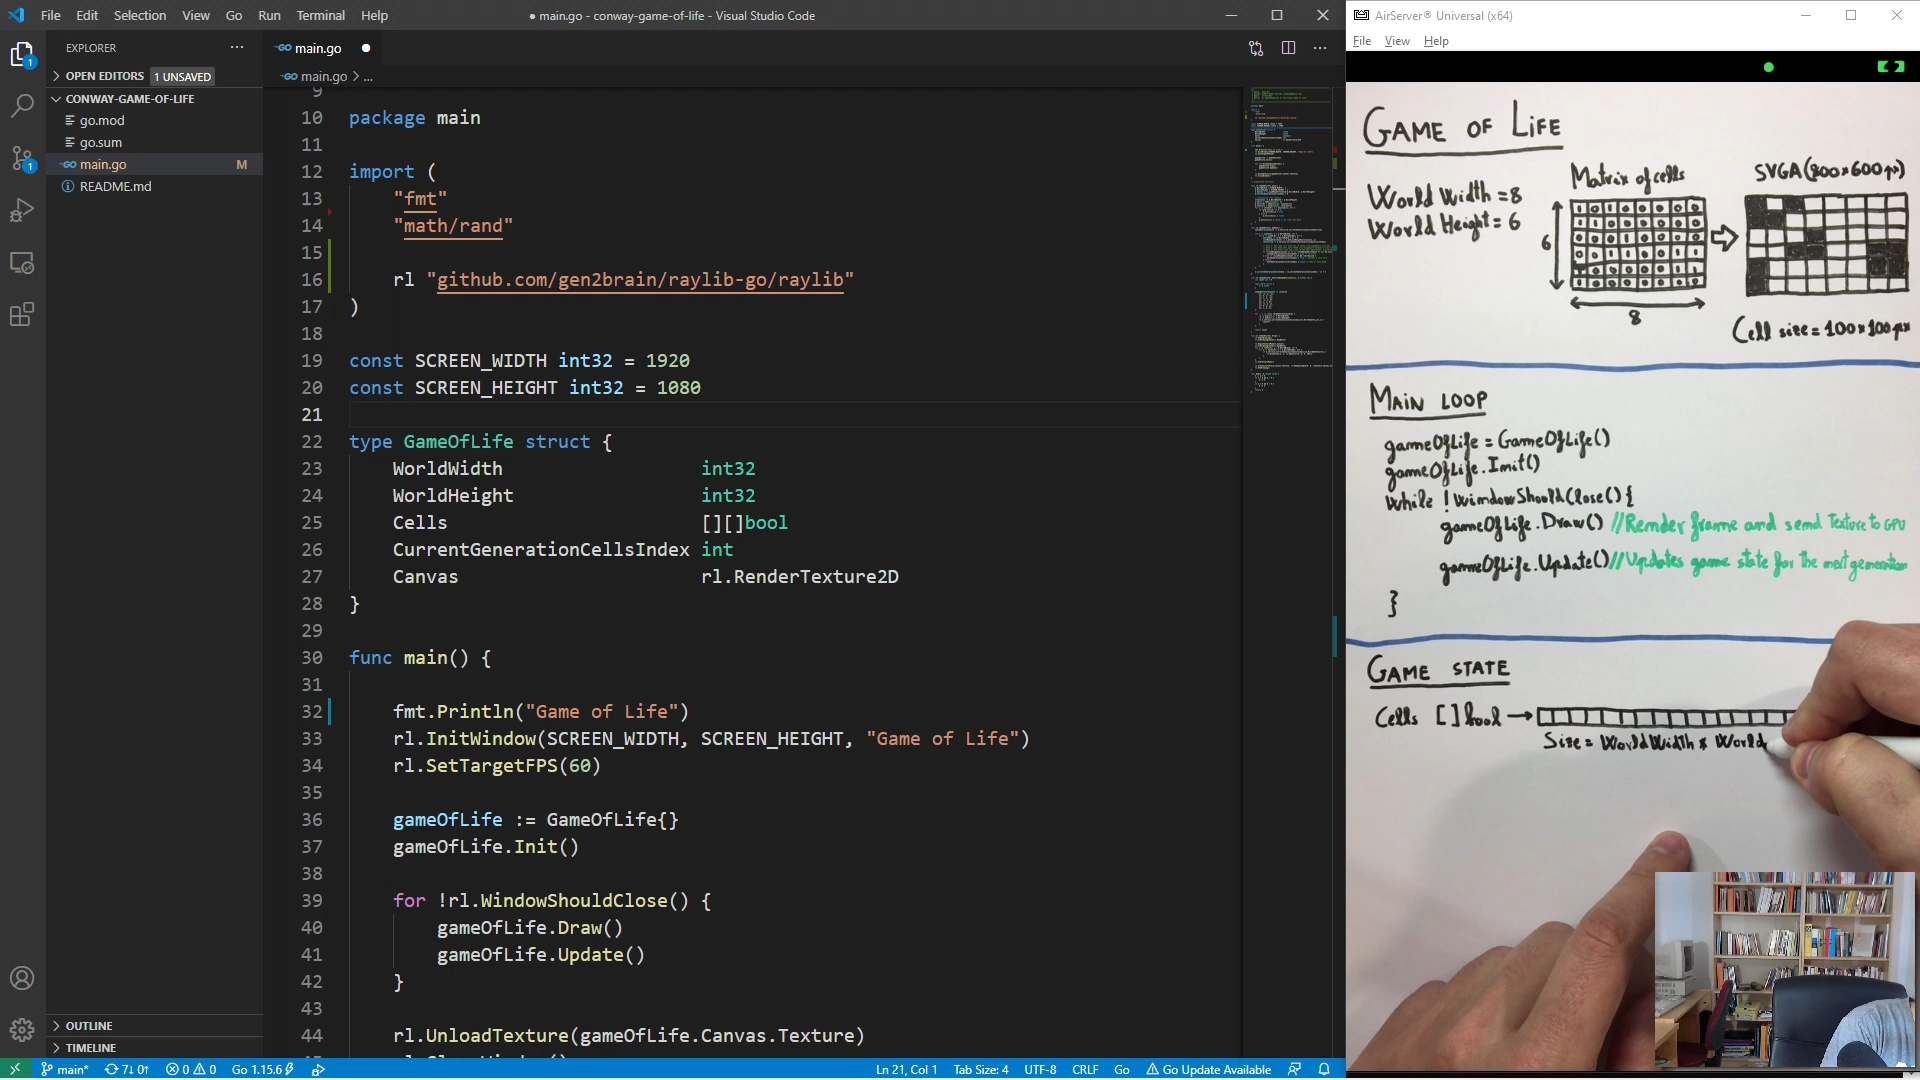 File Edit Selection View Go Run Terminal Help
● main.go - conway-game-of-life - Visual Studio Code
EXPLORER
OPEN EDITORS 1 UNSAVED
CONWAY-GAME-OF-LIFE
go.mod
go.sum
main.go M
README.md
OUTLINE
TIMELINE
main.go
main.go > ...
9
10 package main
11
12 import (
13 "fmt"
14 "math/rand"
15
16 rl "github.com/gen2brain/raylib-go/raylib"
17 )
18
19 const SCREEN_WIDTH int32 = 1920
20 const SCREEN_HEIGHT int32 = 1080
21
22 type GameOfLife struct {
23 WorldWidth int32
24 WorldHeight int32
25 Cells [][]bool
26 CurrentGenerationCellsIndex int
27 Canvas rl.RenderTexture2D
28 }
29
30 func main() {
31
32 fmt.Println("Game of Life")
33 rl.InitWindow(SCREEN_WIDTH, SCREEN_HEIGHT, "Game of Life")
34 rl.SetTargetFPS(60)
35
36 gameOfLife := GameOfLife{}
37 gameOfLife.Init()
38
39 for !rl.WindowShouldClose() {
40 gameOfLife.Draw()
41 gameOfLife.Update()
42 }
43
44 rl.UnloadTexture(gameOfLife.Canvas.Texture)
main* 7↓ 0↑ 0 0 Go 1.15.6
Ln 21, Col 1 Tab Size: 4 UTF-8 CRLF Go Go Update Available
AirServer® Universal (x64)
File View Help
GAME OF LIFE
World Width = 8
World Height = 6
Matrix of cells
6
8
SVGA (800x600px)
Cell size = 100x100px
MAIN LOOP
gameOfLife = GameOfLife()
gameOfLife.Init()
While !WindowShouldClose() {
gameOfLife.Draw() //Render frame and send Texture to GPU
gameOfLife.Update() //Updates game state for the next generation
}
GAME STATE
Cells []bool →
Size = WorldWidth * World